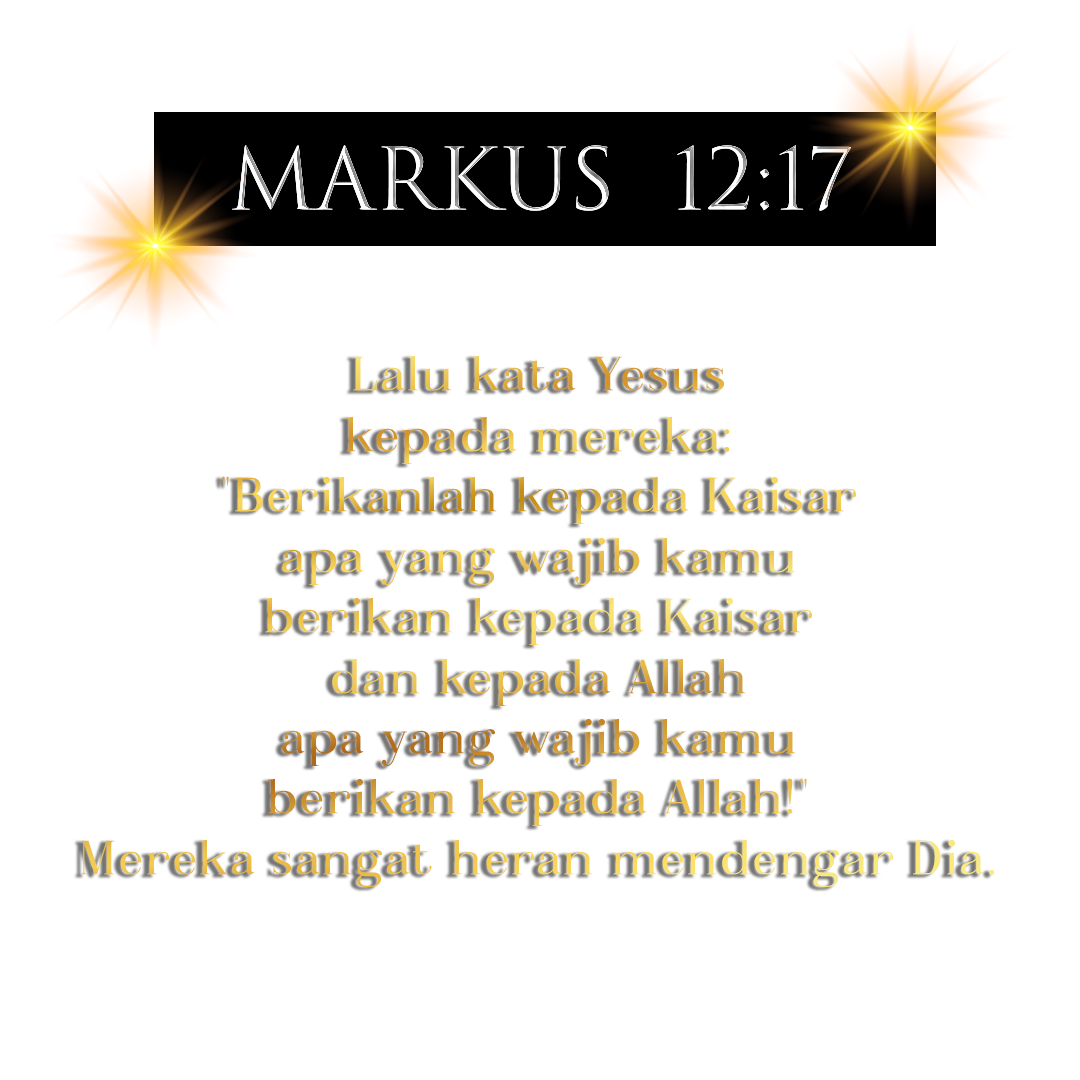 MARKUS 12:17
Lalu kata Yesus
kepada mereka:
"Berikanlah kepada Kaisar
apa yang wajib kamu
berikan kepada Kaisar
dan kepada Allah
apa yang wajib kamu
berikan kepada Allah!"
Mereka sangat heran mendengar Dia.